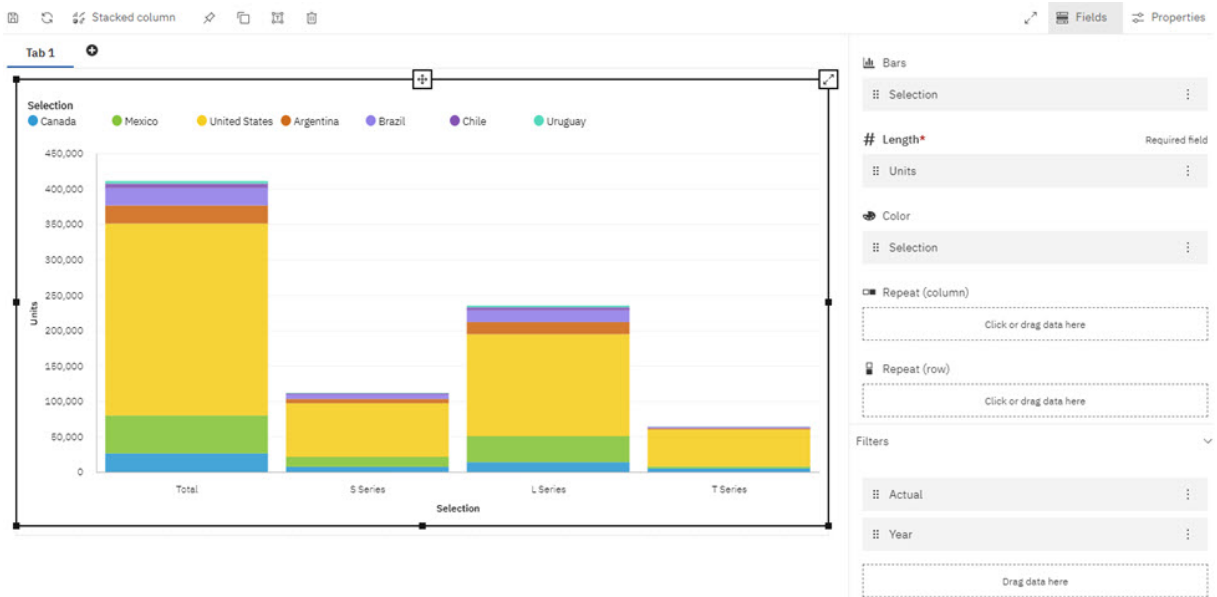 Stacked column
Fields
Properties
Tab 1
Selection
Canada Mexico United States Argentina Brazil Chile Uruguay
450,000
400,000
350,000
300,000
250,000
200,000
150,000
100,000
50,000
0
Units
Total S Series L Series T Series
Selection
Bars
Selection
# Length* Required field
Units
Color
Selection
Repeat (column)
Click or drag data here
Repeat (row)
Click or drag data here
Filters
Actual
Year
Drag data here